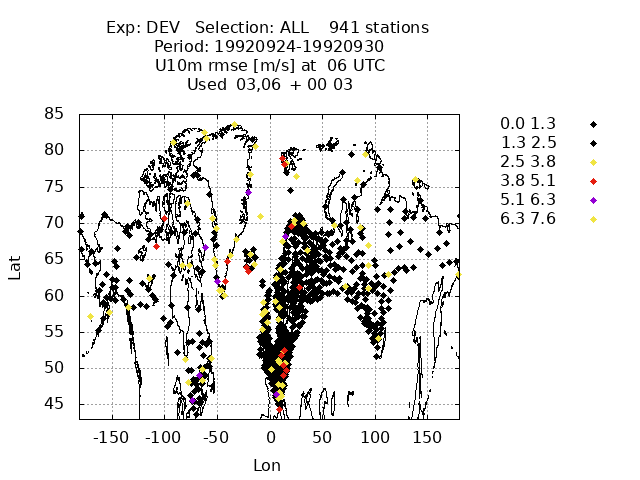 Exp: DEV Selection: ALL 941 stations
Period: 19920924-19920930
U10m rmse [m/s] at 06 UTC
Used 03,06 + 00 03
85
80
75
70
65
60
55
50
45
Lat
-150 -100 -50 0 50 100 150
Lon
0.0 1.3
1.3 2.5
2.5 3.8
3.8 5.1
5.1 6.3
6.3 7.6